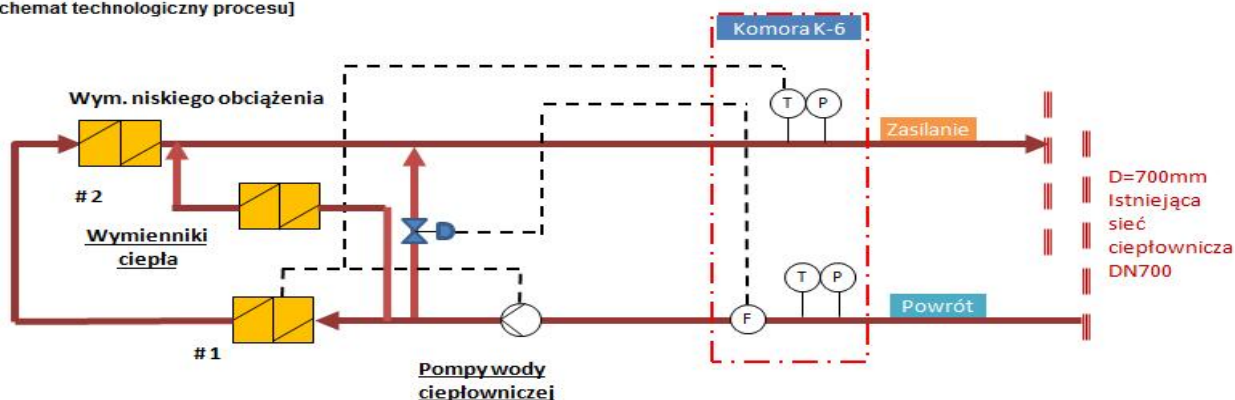 chemat technologiczny procesu]
Komora K-6
Wym. niskiego obciążenia
T
P
Zasilanie
# 2
Wymienniki
ciepła
D
D=700mm
Istniejąca
sieć
ciepłownicza
DN700
T
P
Powrót
F
# 1
Pompy wody
ciepłowniczej